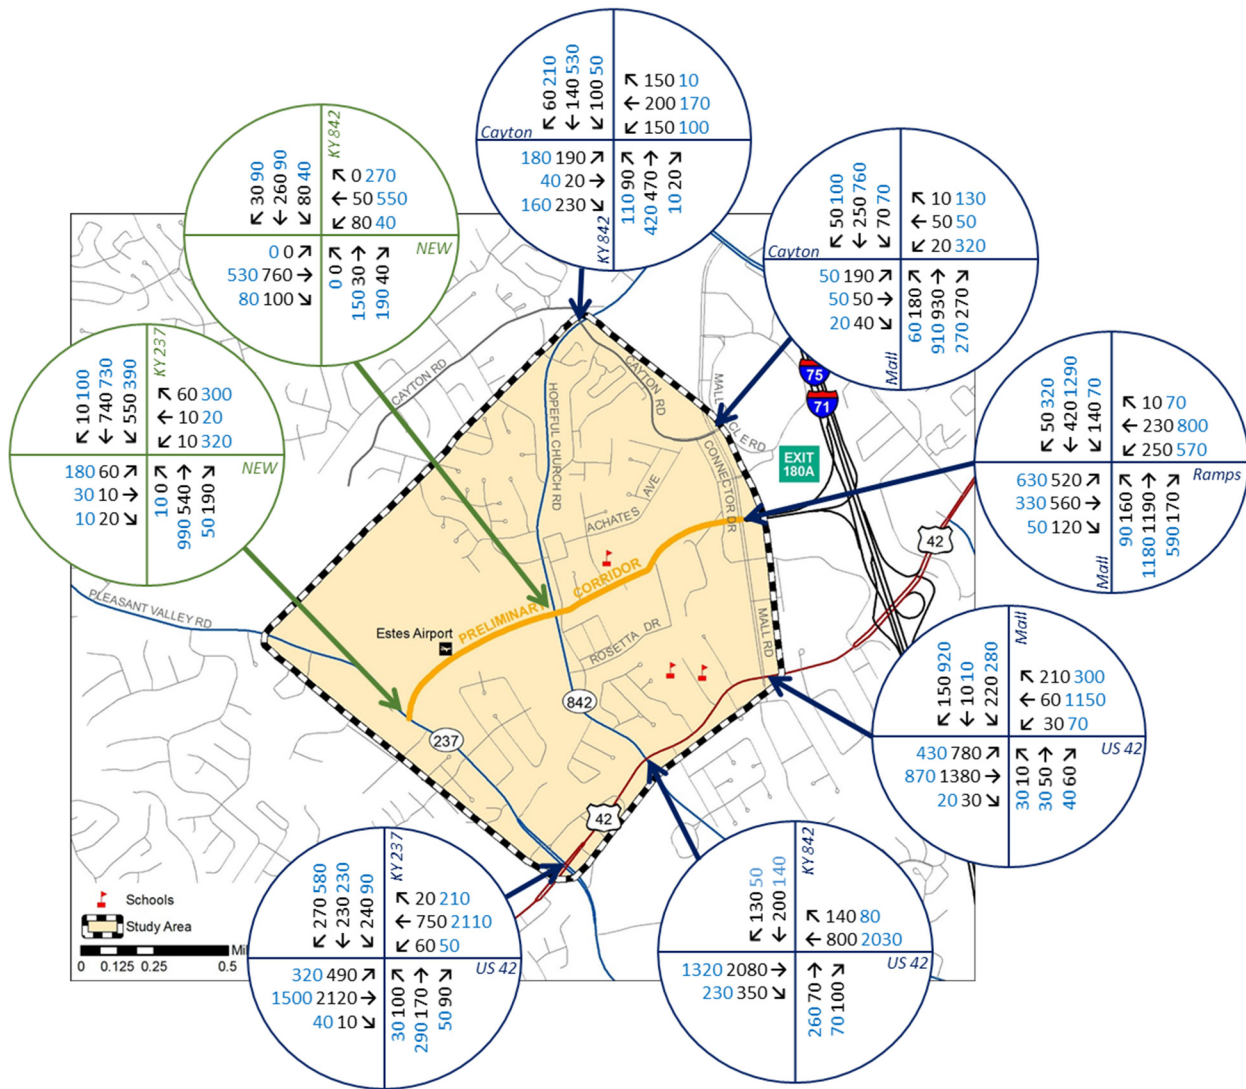 60 210
140 530
100 50
↖ 150 10
← 200 170
↙ 150 100
Cayton
180 190 ↗
40 20 →
160 230 ↘
110 90
420 470
10 20
KY 842
30 90
260 90
80 40
KY 842
↖ 0 270
← 50 550
↙ 80 40
NEW
0 0 ↗
530 760 →
80 100 ↘
0 0
150 30
190 40
50 100
250 760
70 70
↖ 10 130
← 50 50
↙ 20 320
Cayton
50 190 ↗
50 50 →
20 40 ↘
60 180
910 930
270 270
Mall
10 100
740 730
550 390
KY 237
↖ 60 300
← 10 20
↙ 10 320
NEW
180 60 ↗
30 10 →
10 20 ↘
10 0
990 540
50 190
50 320
420 1290
140 70
↖ 10 70
← 230 800
↙ 250 570
Ramps
630 520 ↗
330 560 →
50 120 ↘
90 160
1180 1190
590 170
Mall
CAYTON RD
CAYTON RD
HOPEFUL CHURCH RD
MALL
CLE RD
CONNECTOR DR
75
71
EXIT
180A
42
ACHATES AVE
PRELIMINARY CORRIDOR
PLEASANT VALLEY RD
Estes Airport
ROSETTA DR
MALL RD
842
237
42
150 920
10 10
220 280
Mall
↖ 210 300
← 60 1150
↙ 30 70
US 42
430 780 ↗
870 1380 →
20 30 ↘
30 10
30 50
40 60
270 580
230 230
240 90
KY 237
↖ 20 210
← 750 2110
↙ 60 50
US 42
320 490 ↗
1500 2120 →
40 10 ↘
30 100
290 170
50 90
130 50
200 140
KY 842
↖ 140 80
← 800 2030
US 42
1320 2080 →
230 350 ↘
260 70
70 100
Schools
Study Area
Mil
0 0.125 0.25 0.5